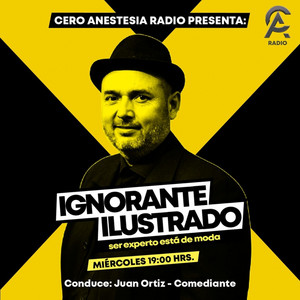 CERO ANESTESIA RADIO PRESENTA:
CA
RADIO
IGNORANTE
ILUSTRADO
ser experto está de moda
MIÉRCOLES 19:00 HRS.
Conduce: Juan Ortiz - Comediante